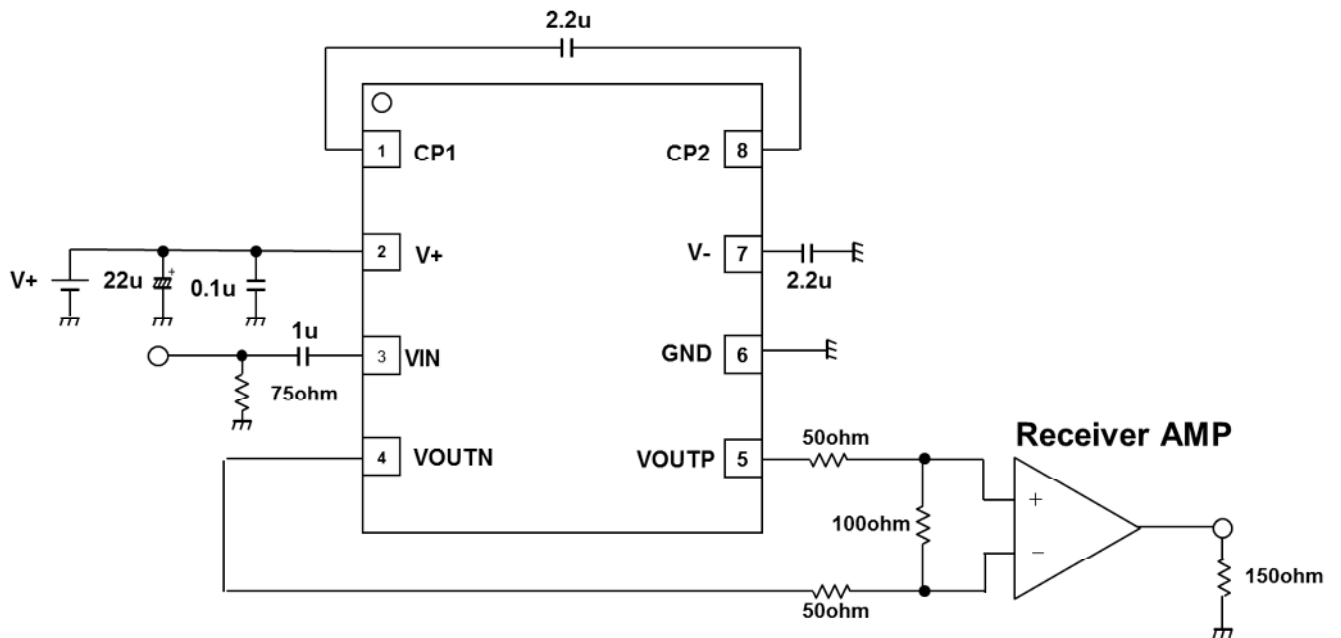 2.2u
1 CP1
CP2 8
2 V+
V- 7
V+
22u
+
0.1u
2.2u
1u
3 VIN
GND 6
75ohm
4 VOUTN
VOUTP 5
50ohm
Receiver AMP
+
100ohm
−
50ohm
150ohm